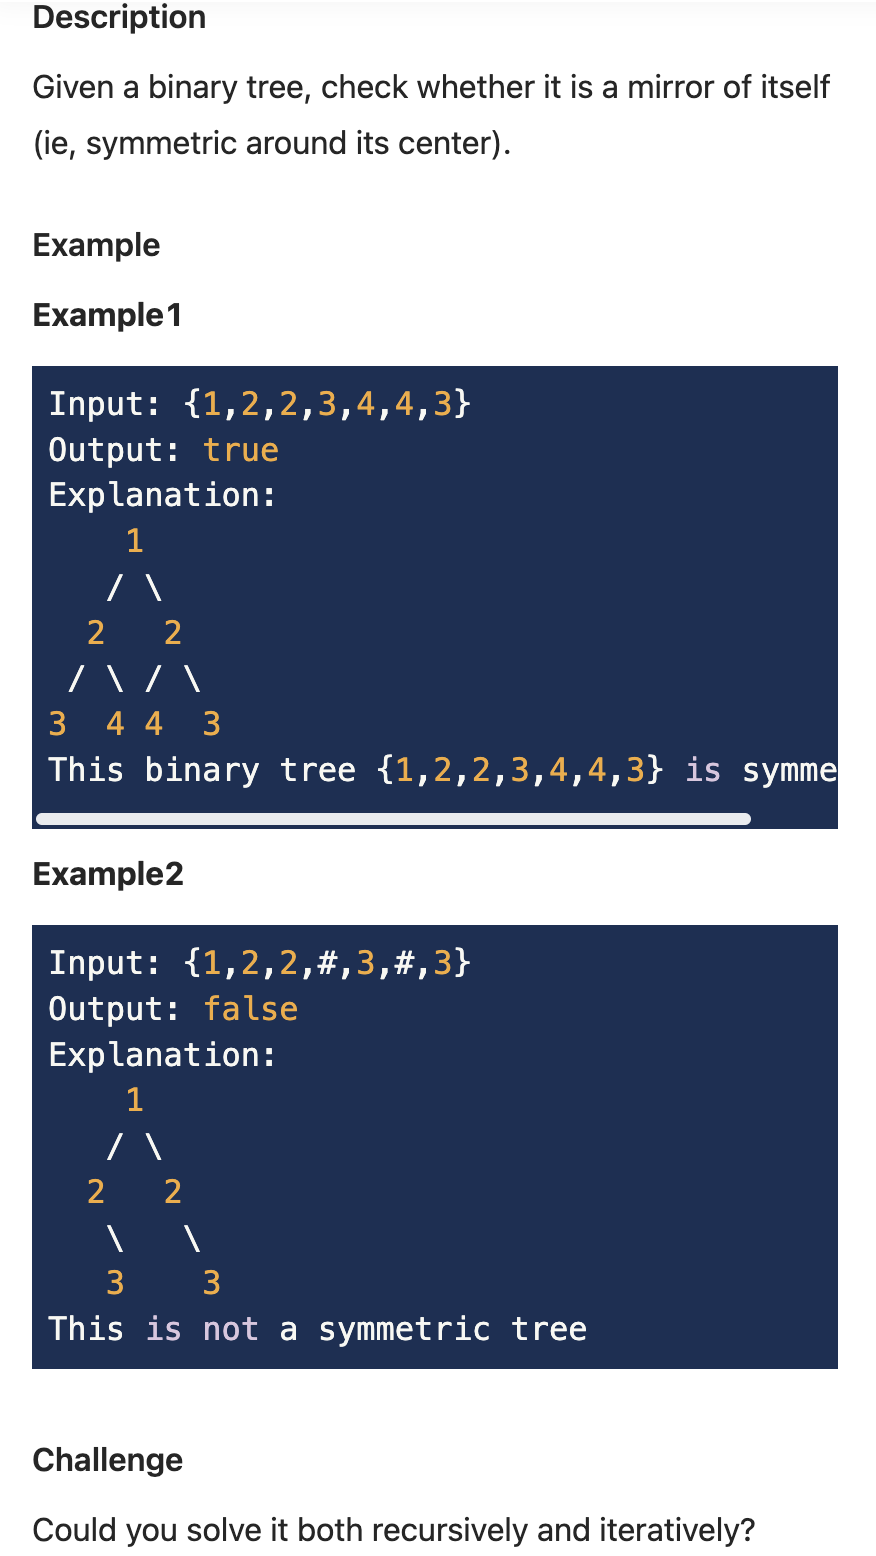 Description
Given a binary tree, check whether it is a mirror of itself
(ie, symmetric around its center).
Example
Example1
Input: {1,2,2,3,4,4,3}
Output: true
Explanation:
    1
   / \
  2   2
 / \ / \
3  4 4  3
This binary tree {1,2,2,3,4,4,3} is symme
Example2
Input: {1,2,2,#,3,#,3}
Output: false
Explanation:
    1
   / \
  2   2
   \   \
   3    3
This is not a symmetric tree
Challenge
Could you solve it both recursively and iteratively?